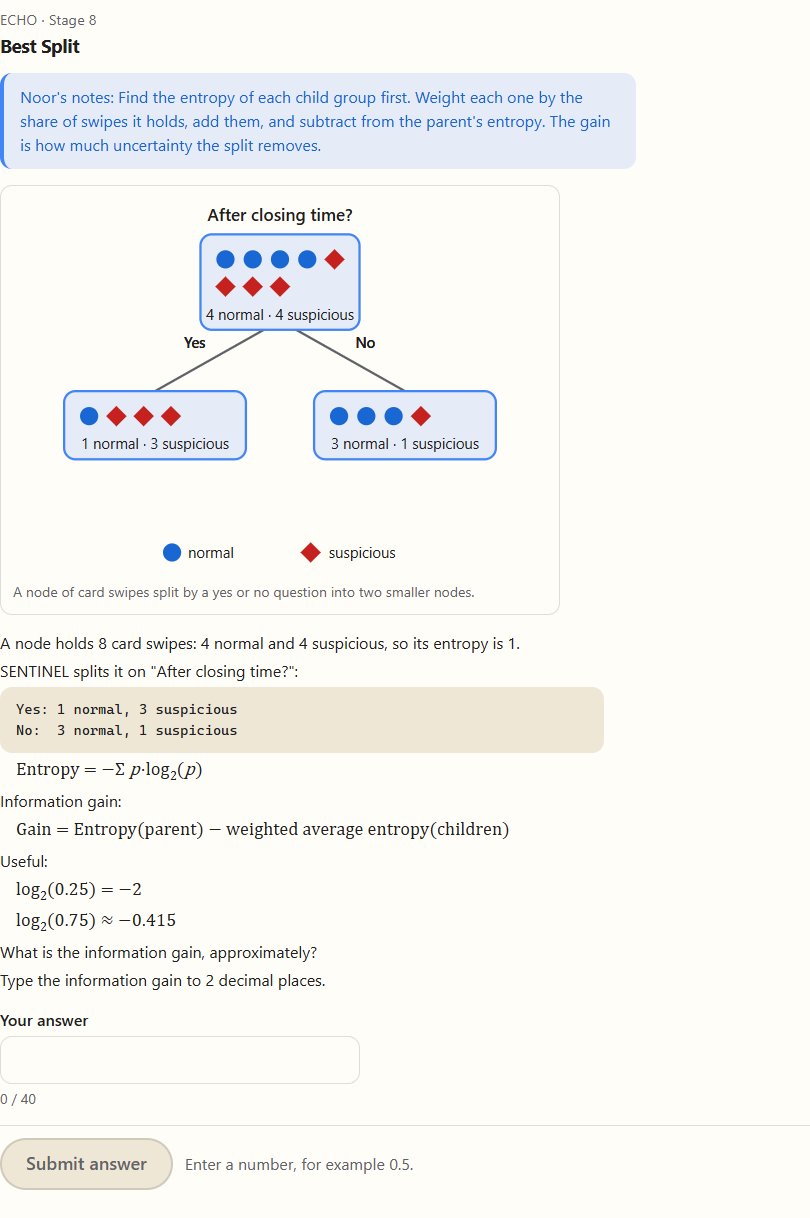 ECHO · Stage 8
Best Split
Noor's notes: Find the entropy of each child group first. Weight each one by the
share of swipes it holds, add them, and subtract from the parent's entropy. The gain
is how much uncertainty the split removes.
After closing time?
4 normal · 4 suspicious
Yes
No
1 normal · 3 suspicious
3 normal · 1 suspicious
normal
suspicious
A node of card swipes split by a yes or no question into two smaller nodes.
A node holds 8 card swipes: 4 normal and 4 suspicious, so its entropy is 1.
SENTINEL splits it on "After closing time?":
Yes: 1 normal, 3 suspicious
No:  3 normal, 1 suspicious
Entropy = −Σ p·log₂(p)
Information gain:
Gain = Entropy(parent) − weighted average entropy(children)
Useful:
log₂(0.25) = −2
log₂(0.75) ≈ −0.415
What is the information gain, approximately?
Type the information gain to 2 decimal places.
Your answer
0 / 40
Submit answer
Enter a number, for example 0.5.